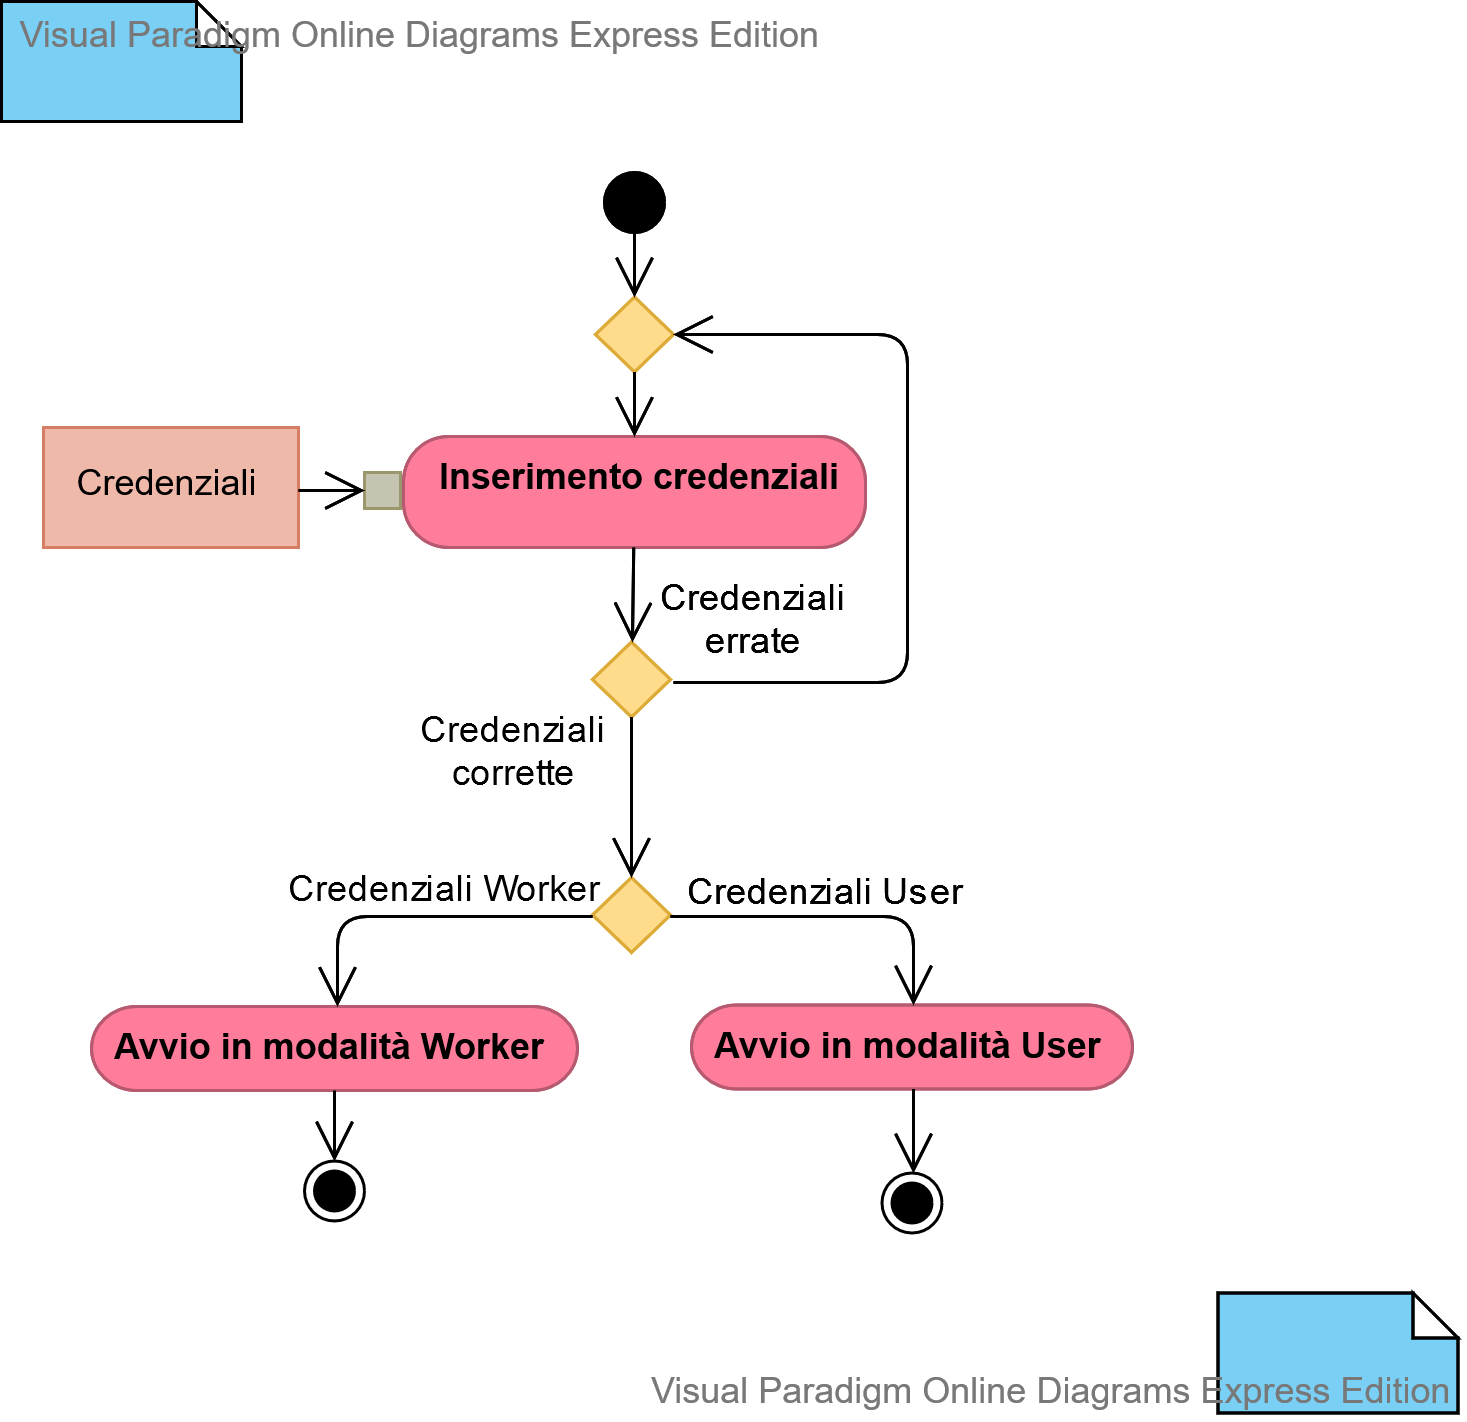 Visual Paradigm Online Diagrams Express Edition
Credenziali
Inserimento credenziali
Credenziali
errate
Credenziali
corrette
Credenziali Worker
Credenziali User
Avvio in modalità Worker
Avvio in modalità User
Visual Paradigm Online Diagrams Express Edition